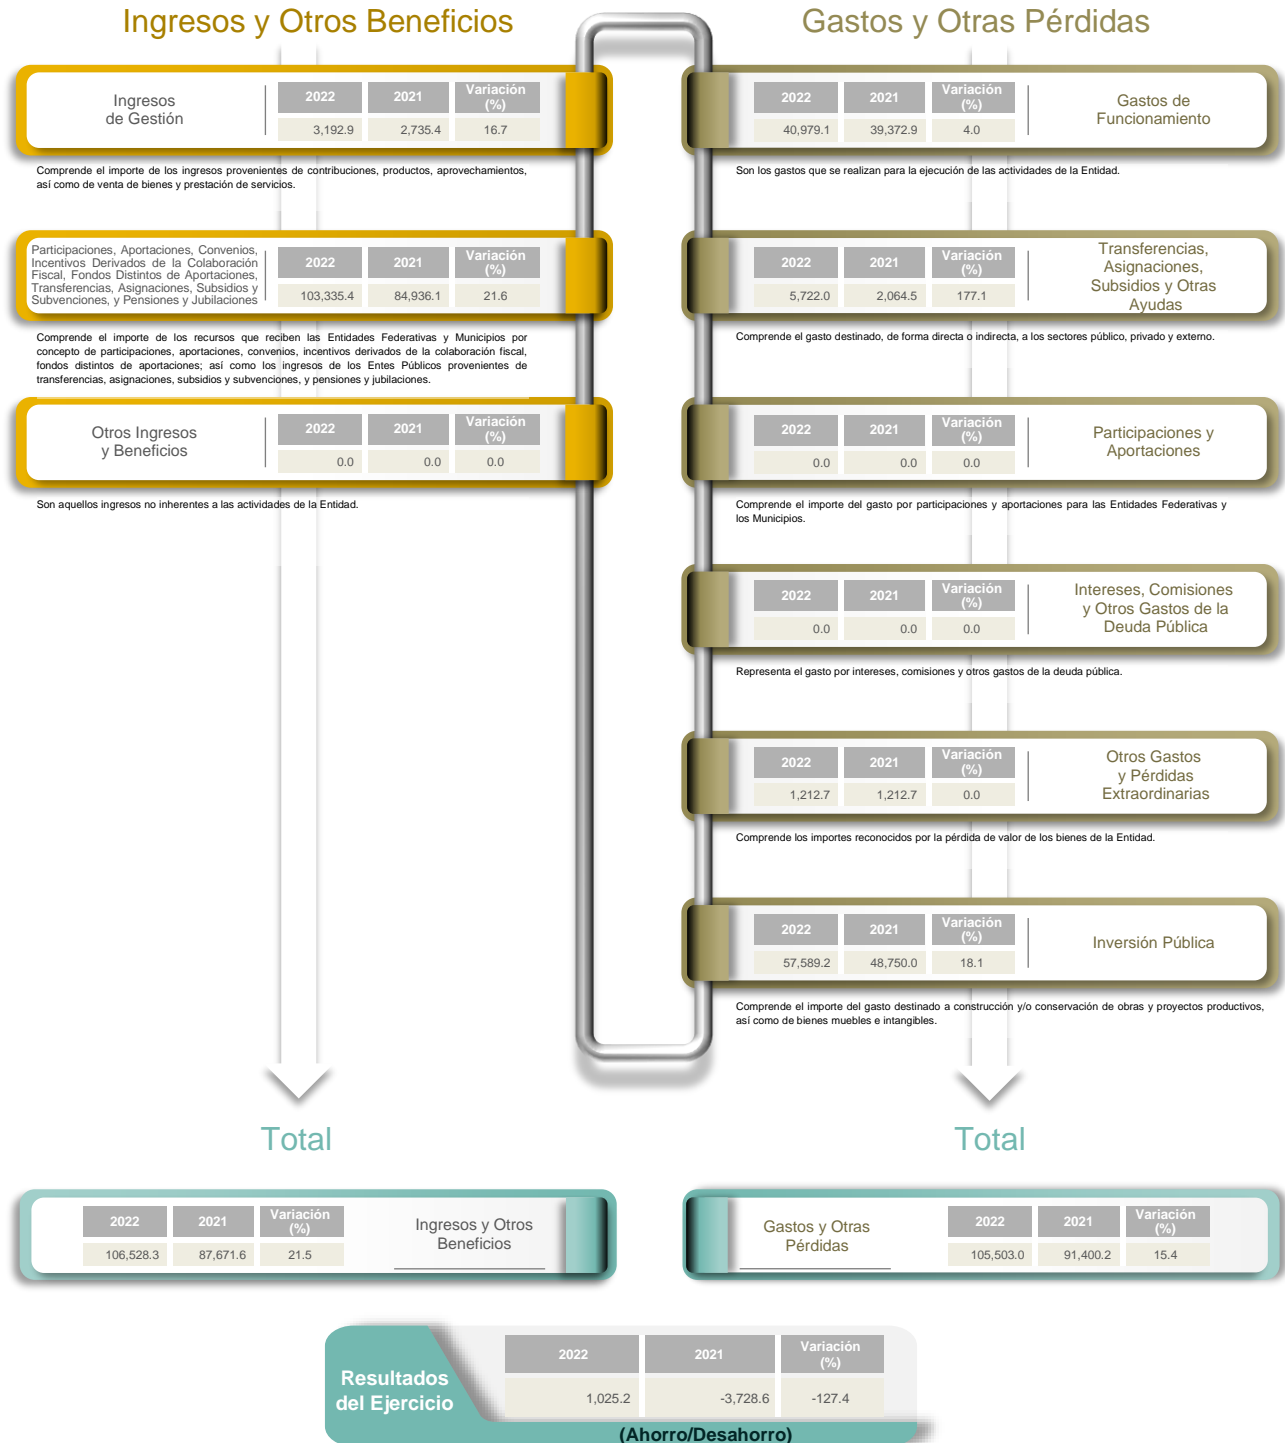 Ingresos y Otros Beneficios
Ingresos
de Gestión
2022 2021 Variación
(%)
3,192.9 2,735.4 16.7
Comprende el importe de los ingresos provenientes de contribuciones, productos, aprovechamientos,
así como de venta de bienes y prestación de servicios.
Participaciones, Aportaciones, Convenios,
Incentivos Derivados de la Colaboración
Fiscal, Fondos Distintos de Aportaciones,
Transferencias, Asignaciones, Subsidios y
Subvenciones, y Pensiones y Jubilaciones
2022 2021 Variación
(%)
103,335.4 84,936.1 21.6
Comprende el importe de los recursos que reciben las Entidades Federativas y Municipios por
concepto de participaciones, aportaciones, convenios, incentivos derivados de la colaboración fiscal,
fondos distintos de aportaciones; así como los ingresos de los Entes Públicos provenientes de
transferencias, asignaciones, subsidios y subvenciones, y pensiones y jubilaciones.
Otros Ingresos
y Beneficios
2022 2021 Variación
(%)
0.0 0.0 0.0
Son aquellos ingresos no inherentes a las actividades de la Entidad.
Gastos y Otras Pérdidas
2022 2021 Variación
(%)
40,979.1 39,372.9 4.0
Gastos de
Funcionamiento
Son los gastos que se realizan para la ejecución de las actividades de la Entidad.
2022 2021 Variación
(%)
5,722.0 2,064.5 177.1
Transferencias,
Asignaciones,
Subsidios y Otras
Ayudas
Comprende el gasto destinado, de forma directa o indirecta, a los sectores público, privado y externo.
2022 2021 Variación
(%)
0.0 0.0 0.0
Participaciones y
Aportaciones
Comprende el importe del gasto por participaciones y aportaciones para las Entidades Federativas y
los Municipios.
2022 2021 Variación
(%)
0.0 0.0 0.0
Intereses, Comisiones
y Otros Gastos de la
Deuda Pública
Representa el gasto por intereses, comisiones y otros gastos de la deuda pública.
2022 2021 Variación
(%)
1,212.7 1,212.7 0.0
Otros Gastos
y Pérdidas
Extraordinarias
Comprende los importes reconocidos por la pérdida de valor de los bienes de la Entidad.
2022 2021 Variación
(%)
57,589.2 48,750.0 18.1
Inversión Pública
Comprende el importe del gasto destinado a construcción y/o conservación de obras y proyectos productivos,
así como de bienes muebles e intangibles.
Total
2022 2021 Variación
(%)
106,528.3 87,671.6 21.5
Ingresos y Otros
Beneficios
Total
Gastos y Otras
Pérdidas
2022 2021 Variación
(%)
105,503.0 91,400.2 15.4
Resultados
del Ejercicio
2022 2021 Variación
(%)
1,025.2 -3,728.6 -127.4
(Ahorro/Desahorro)